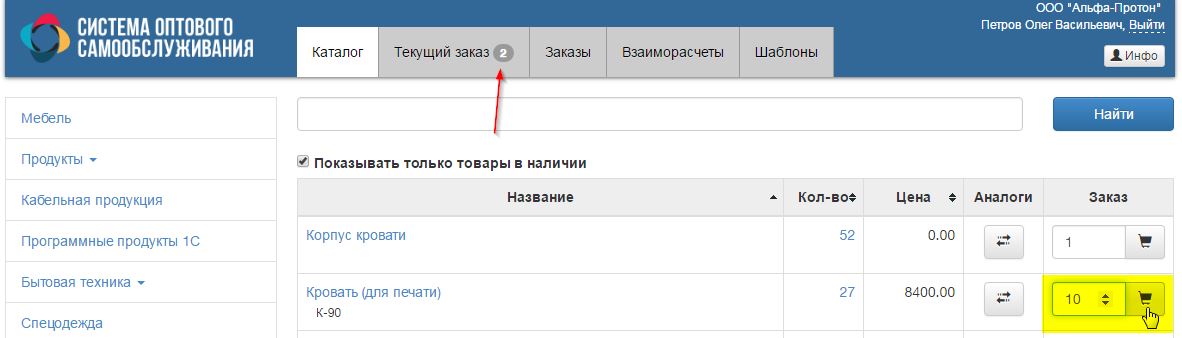 ООО "Альфа-Протон"
Петров Олег Васильевич, Выйти
Инфо
СИСТЕМА ОПТОВОГО
САМООБСЛУЖИВАНИЯ
Каталог
Текущий заказ 2
Заказы
Взаиморасчеты
Шаблоны
Мебель
Продукты
Кабельная продукция
Программные продукты 1С
Бытовая техника
Спецодежда
Найти
Показывать только товары в наличии
Название Кол-во Цена Аналоги Заказ
Корпус кровати 52 0.00 1
Кровать (для печати) 27 8400.00 10
К-90